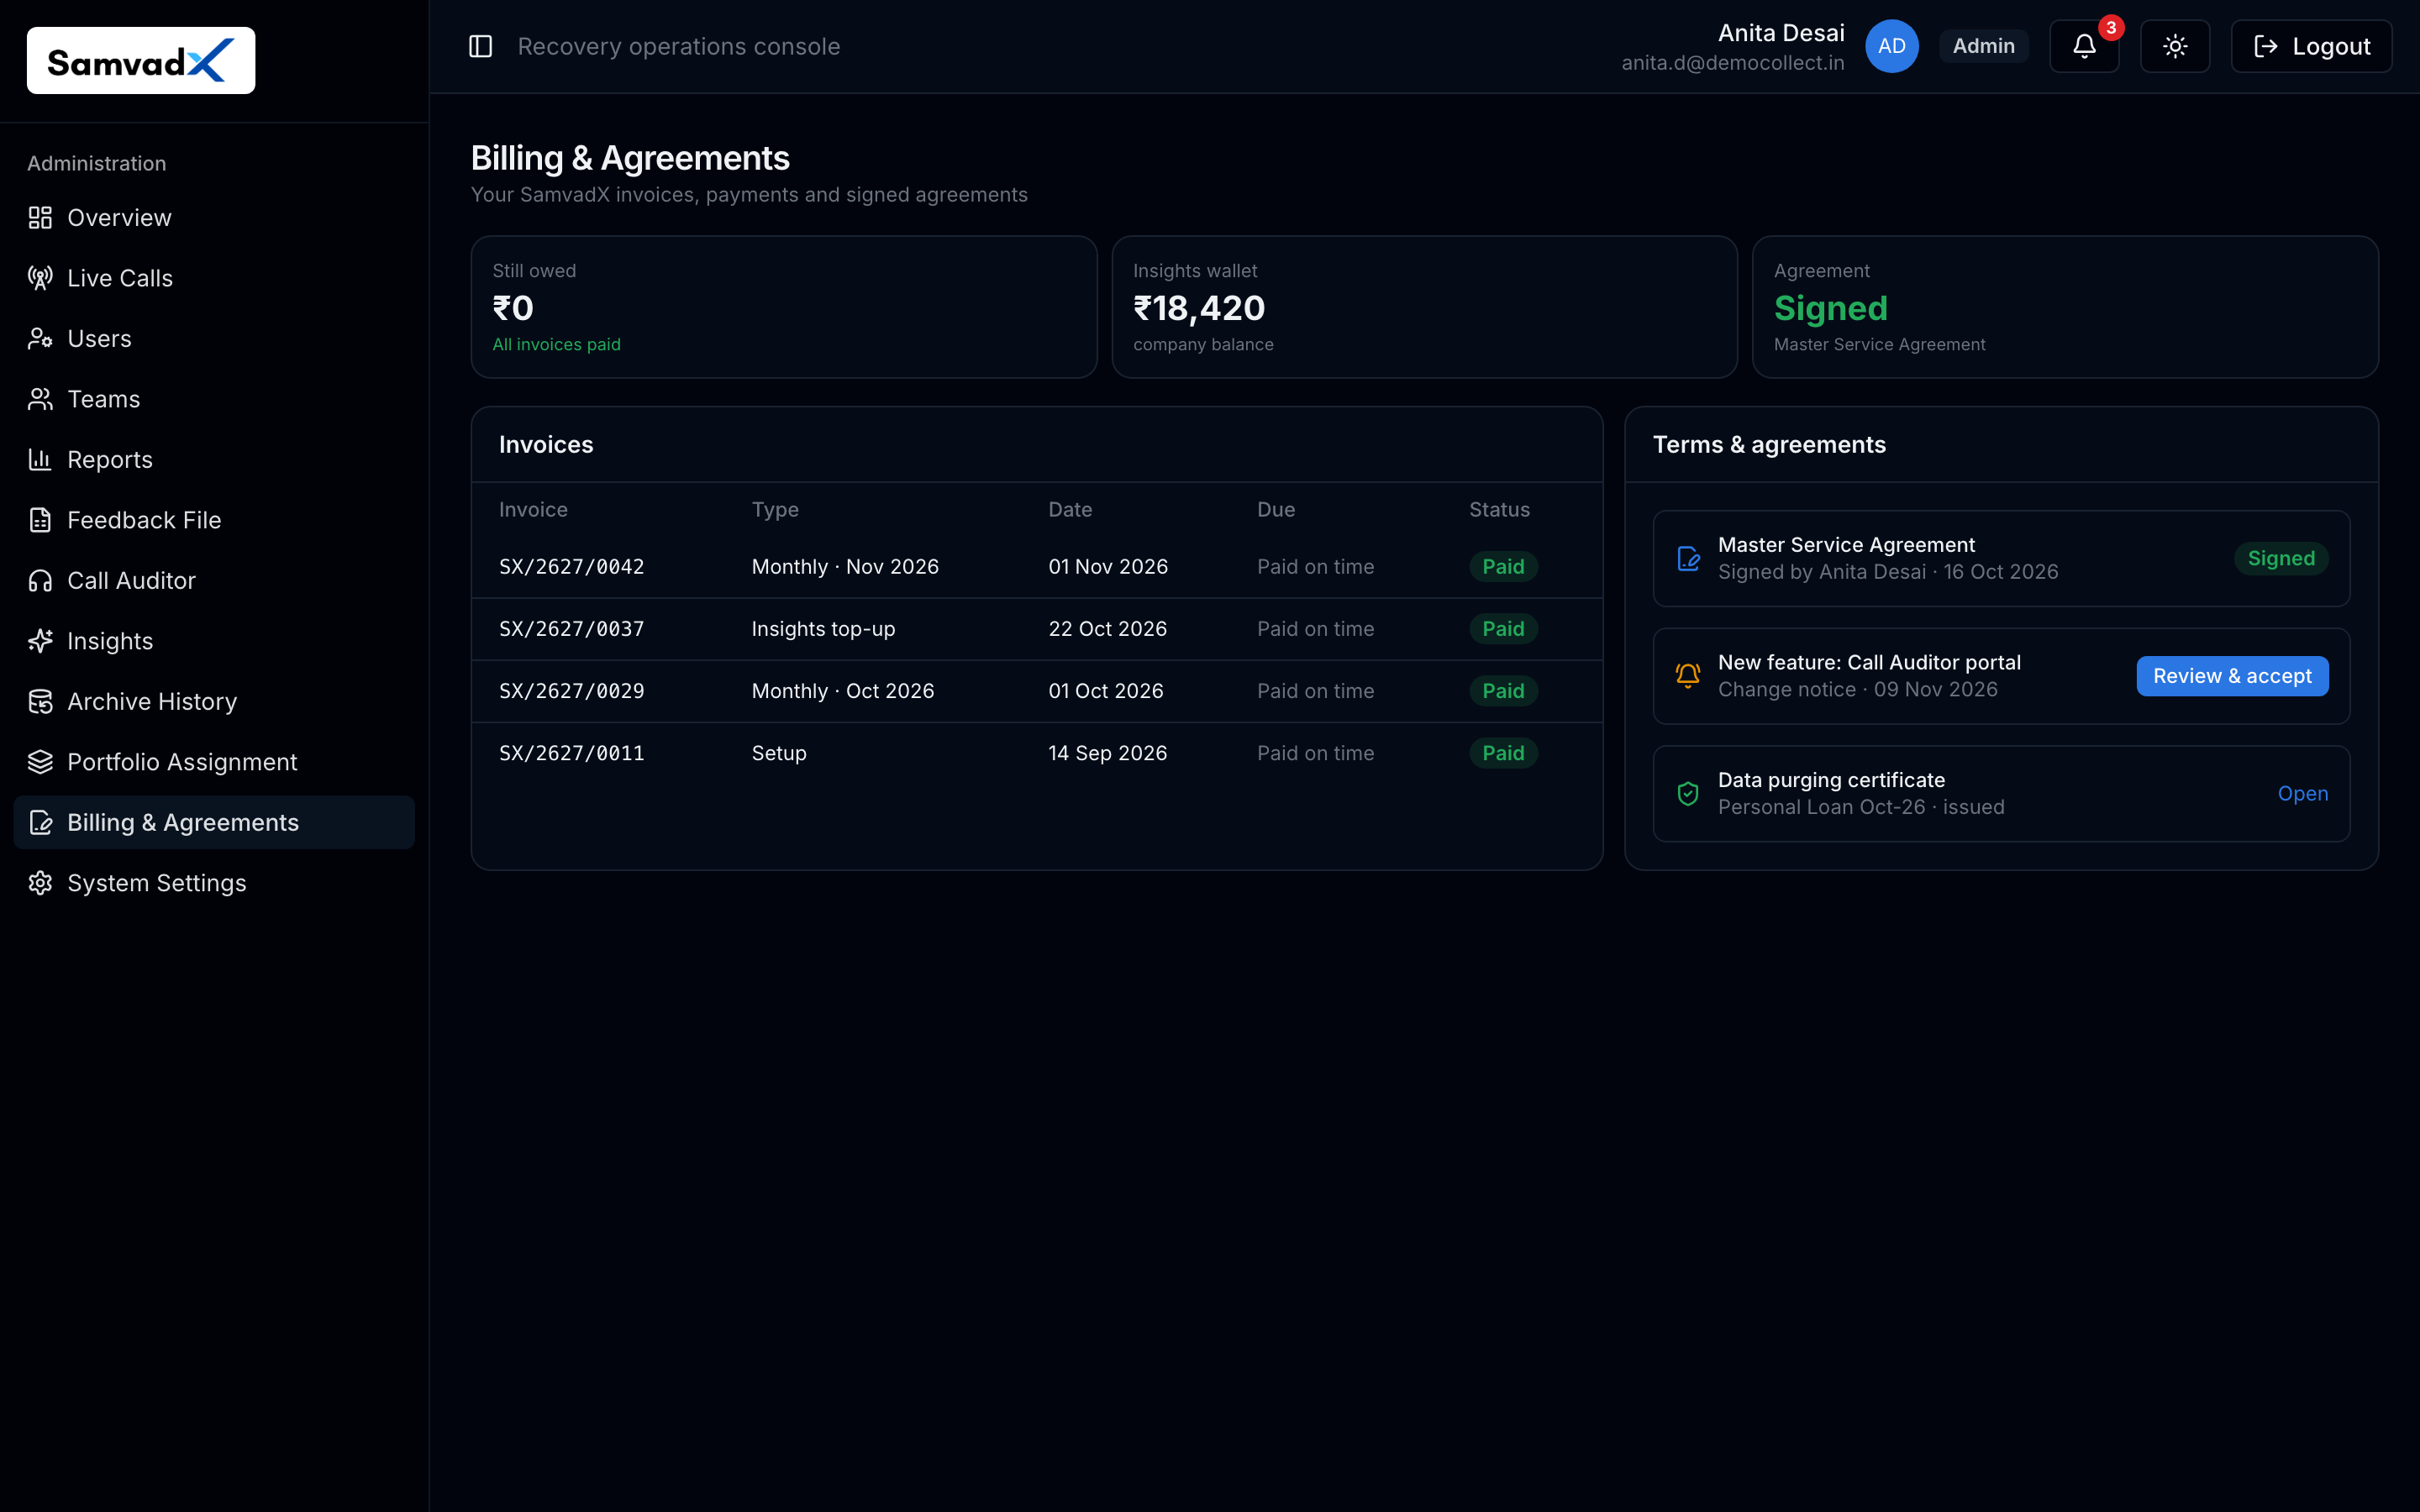 SamvadX
Recovery operations console
Anita Desai
anita.d@democollect.in
AD
Admin
3
Logout
Administration
Overview
Live Calls
Users
Teams
Reports
Feedback File
Call Auditor
Insights
Archive History
Portfolio Assignment
Billing & Agreements
System Settings
Billing & Agreements
Your SamvadX invoices, payments and signed agreements
Still owed
₹0
All invoices paid
Insights wallet
₹18,420
company balance
Agreement
Signed
Master Service Agreement
Invoices
Invoice Type Date Due Status
SX/2627/0042 Monthly · Nov 2026 01 Nov 2026 Paid on time Paid
SX/2627/0037 Insights top-up 22 Oct 2026 Paid on time Paid
SX/2627/0029 Monthly · Oct 2026 01 Oct 2026 Paid on time Paid
SX/2627/0011 Setup 14 Sep 2026 Paid on time Paid
Terms & agreements
Master Service Agreement
Signed by Anita Desai · 16 Oct 2026
Signed
New feature: Call Auditor portal
Change notice · 09 Nov 2026
Review & accept
Data purging certificate
Personal Loan Oct-26 · issued
Open